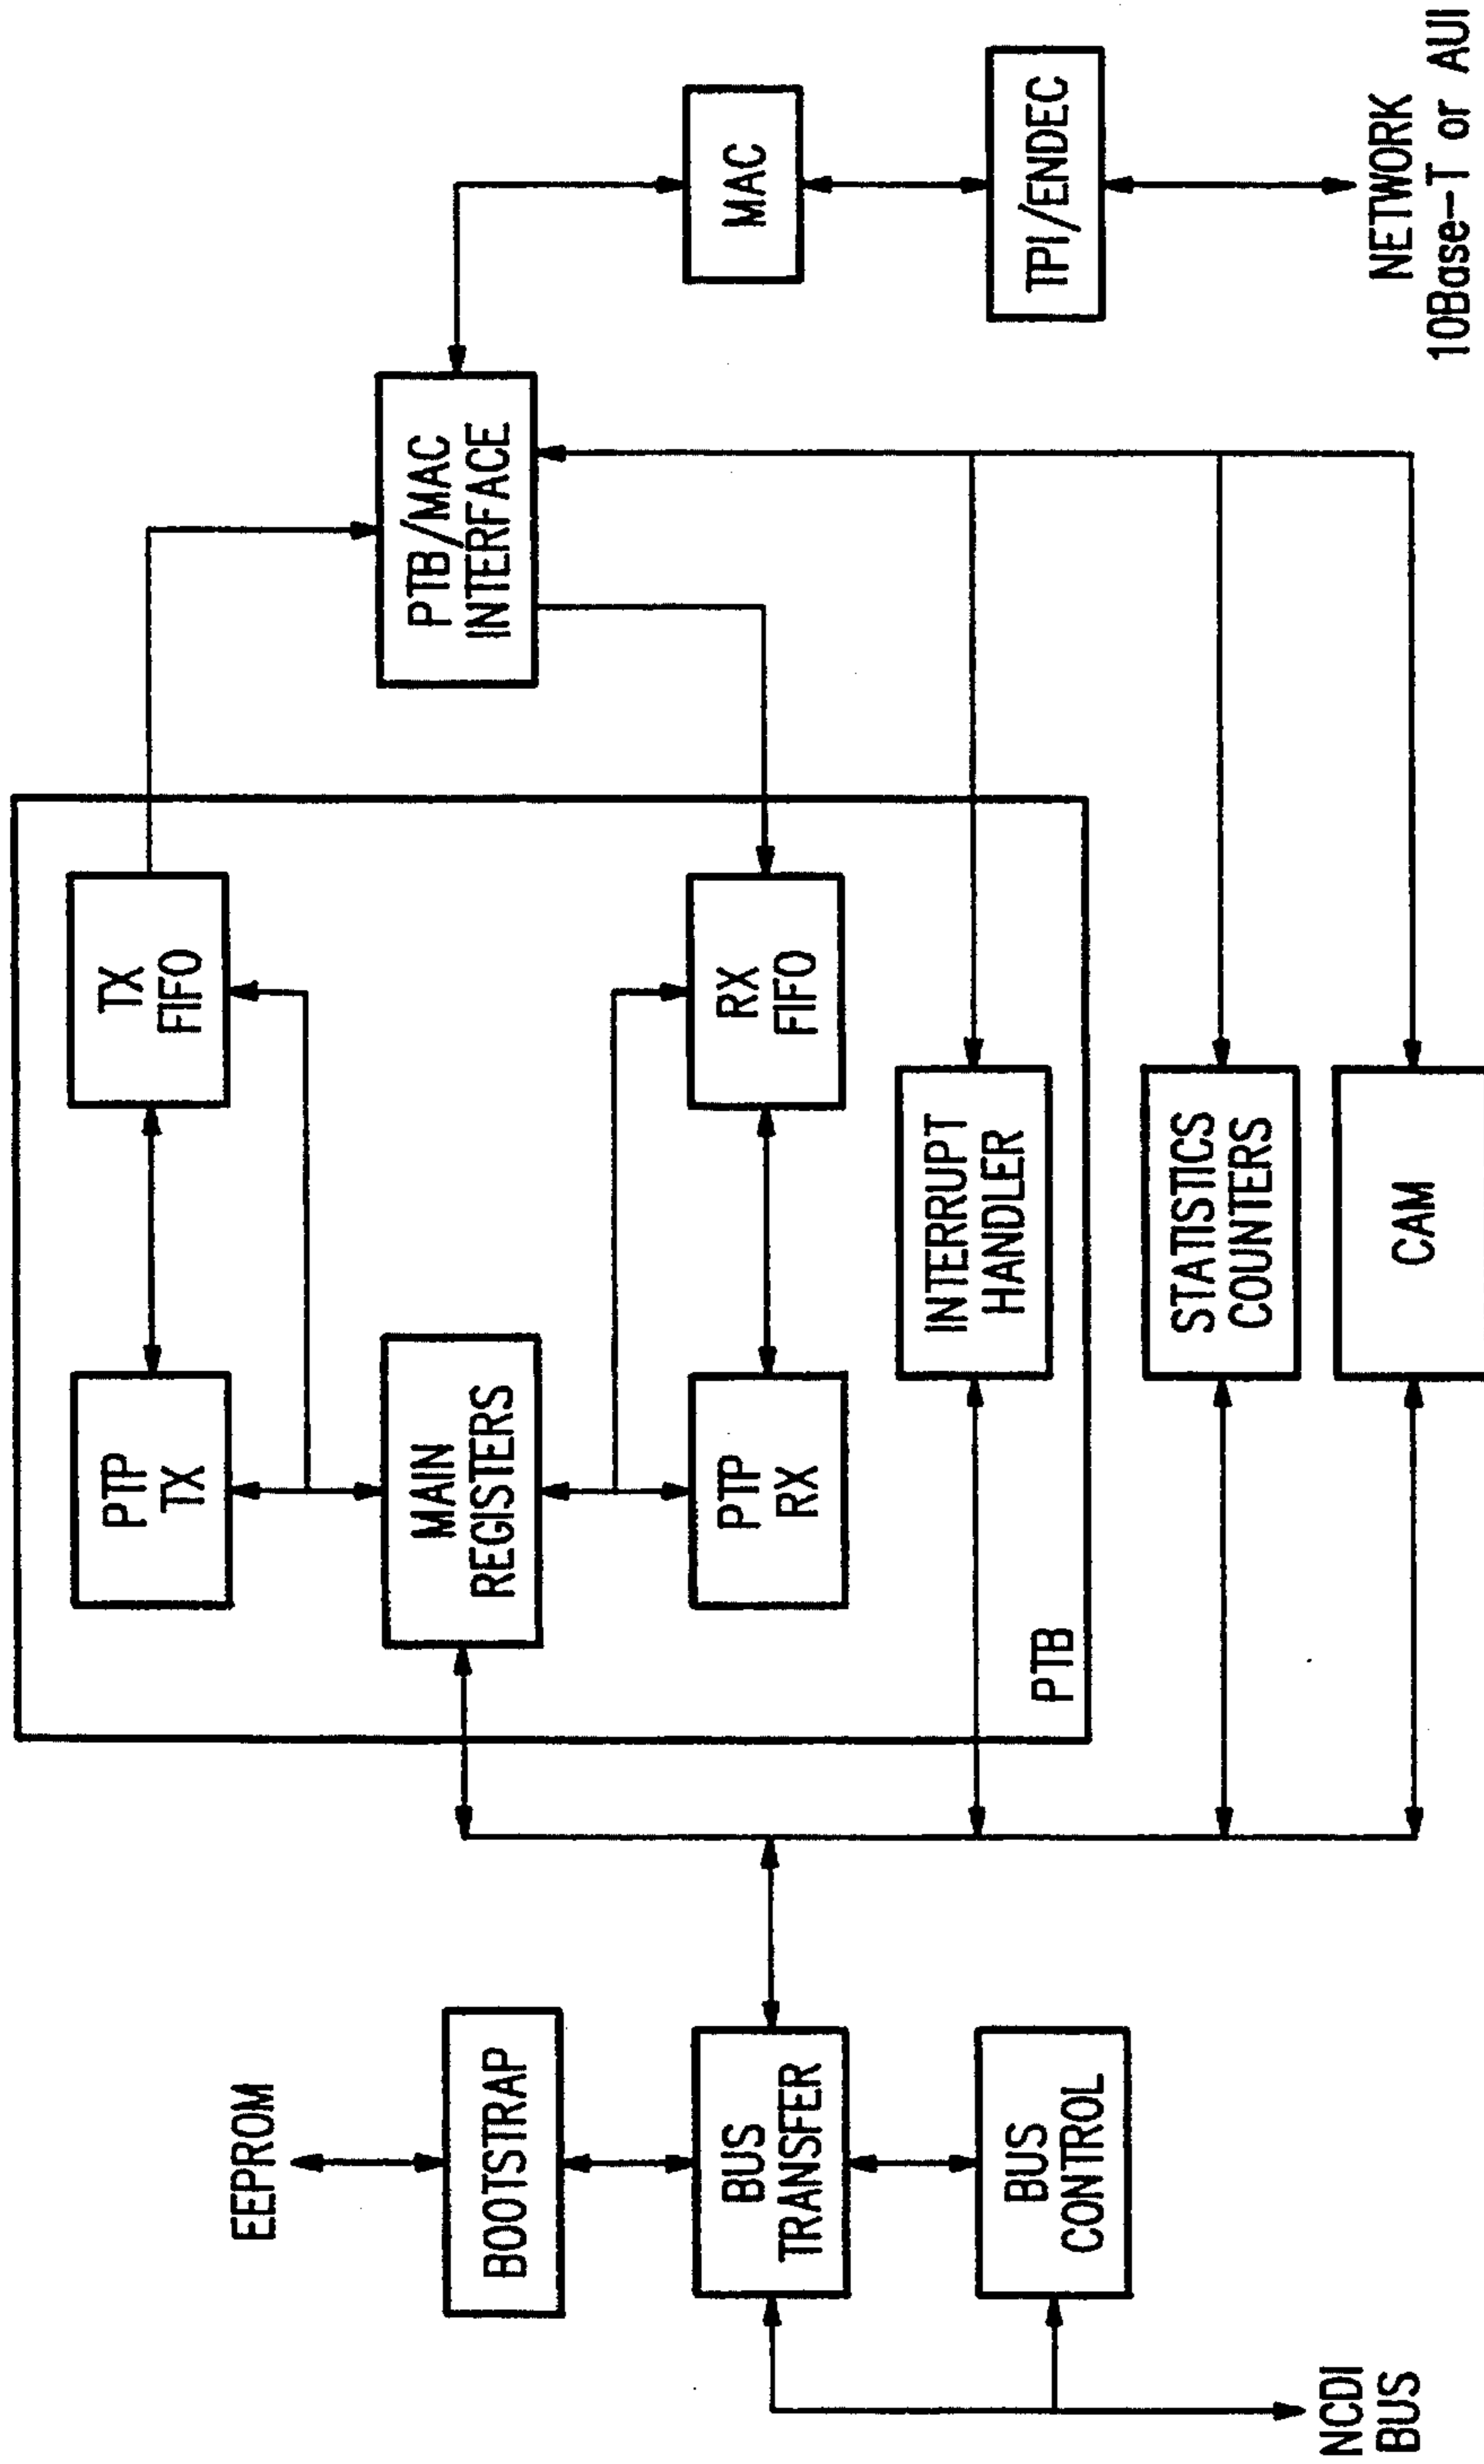 EEPROM
BOOTSTRAP
BUS
TRANSFER
BUS
CONTROL
NCDI
BUS
PTP
TX
TX
FIFO
MAIN
REGISTERS
PTP
RX
RX
FIFO
INTERRUPT
HANDLER
PTB
STATISTICS
COUNTERS
CAM
PTB/MAC
INTERFACE
MAC
TPI/ENDEC
NETWORK
10Base-T or AUI